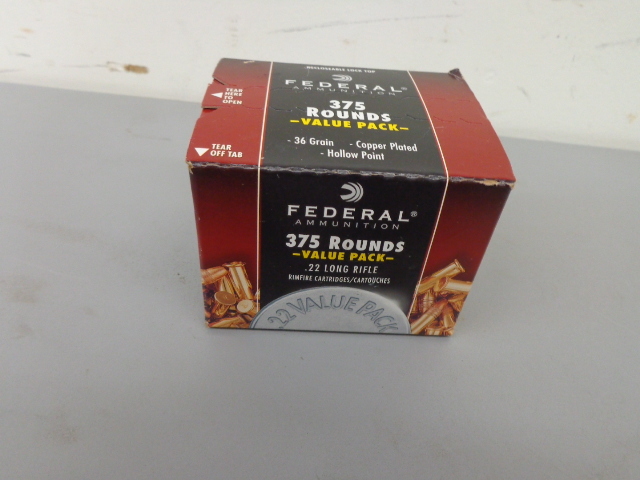 RECLOSEABLE LOCK TOP
FEDERAL®
AMMUNITION
375
ROUNDS
–VALUE PACK–
- 36 Grain - Copper Plated
- Hollow Point
TEAR
HERE
TO
OPEN
TEAR
OFF TAB
FEDERAL®
AMMUNITION
375 ROUNDS
–VALUE PACK–
.22 LONG RIFLE
RIMFIRE CARTRIDGES/CARTOUCHES
.22 VALUE PACK